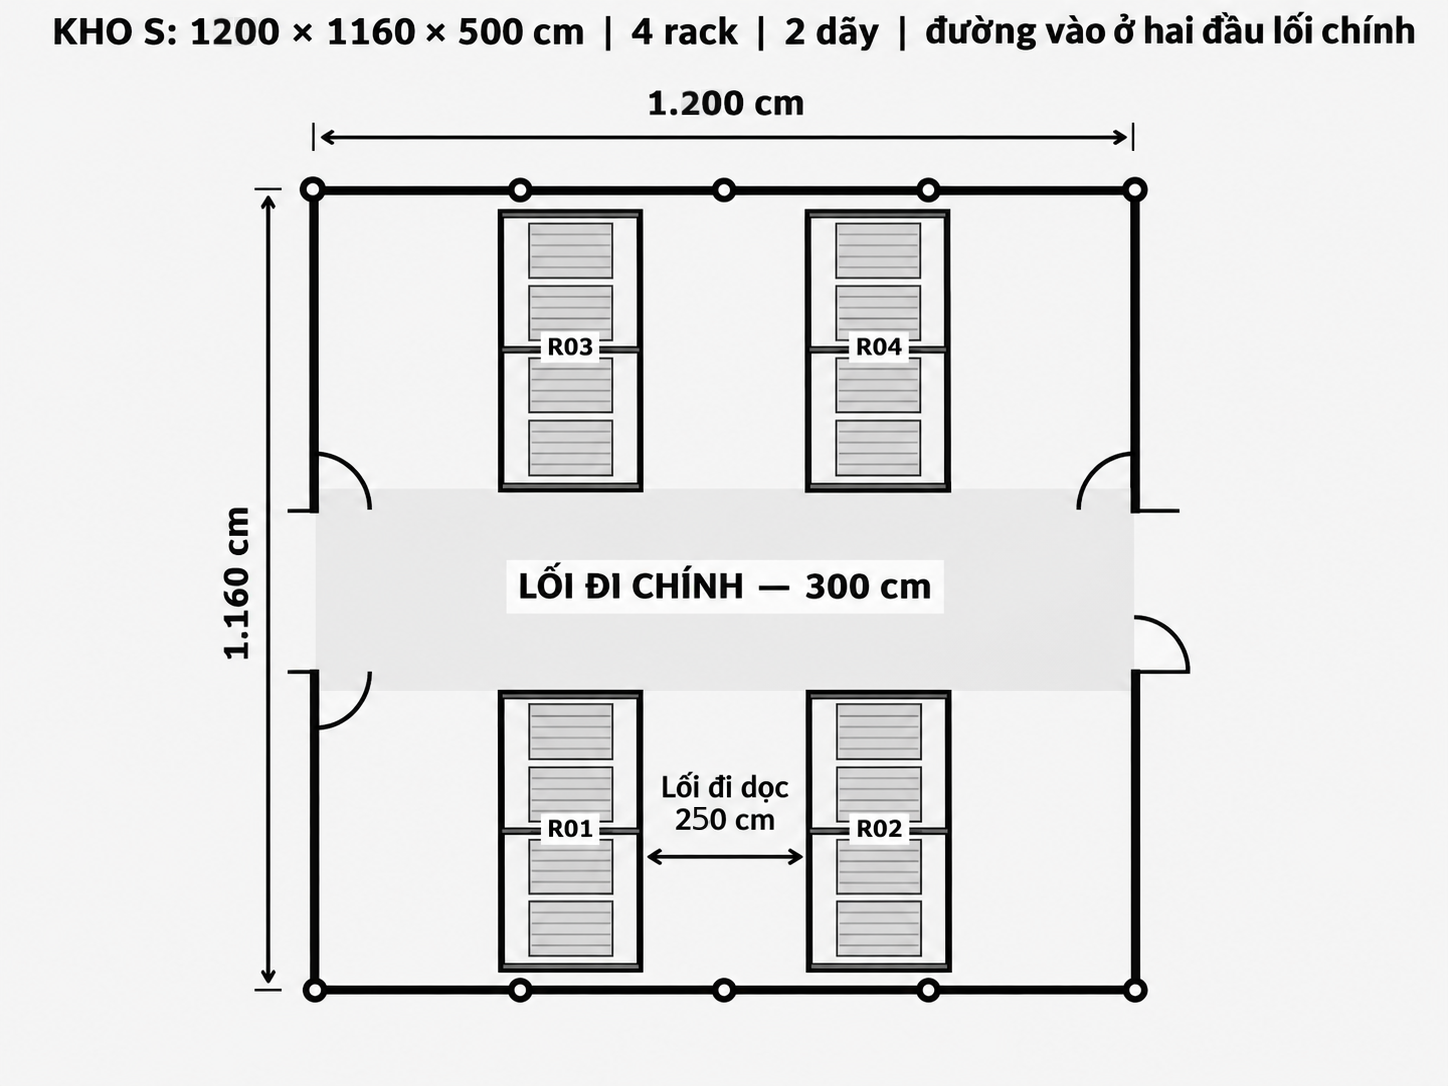 KHO S: 1200 × 1160 × 500 cm | 4 rack | 2 dãy | đường vào ở hai đầu lối chính
1.200 cm
R03
R04
1.160 cm
LỐI ĐI CHÍNH — 300 cm
Lối đi dọc
250 cm
R01
R02